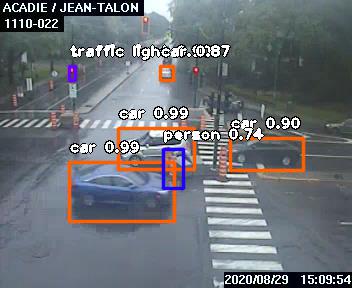 ACADIE / JEAN-TALON
1110-022
traffic light
car 0.87
car 0.99
car 0.90
person 0.74
car 0.99
2020/08/29 15:09:54